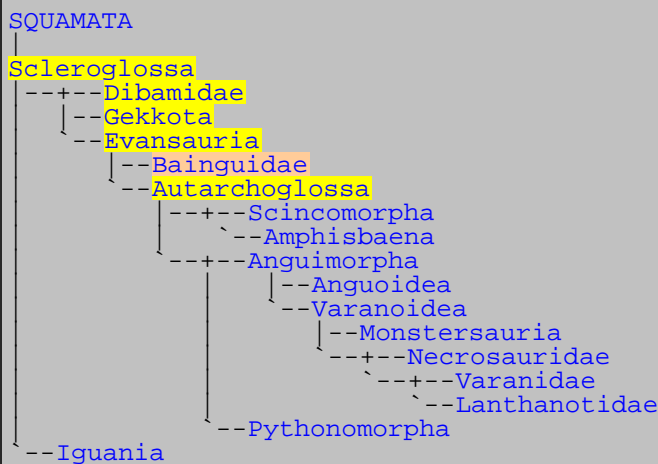 SQUAMATA
|
Scleroglossa
|--+--Dibamidae
|  |--Gekkota
|  `--Evansauria
|     |--Bainguidae
|     `--Autarchoglossa
|        |--+--Scincomorpha
|        |   `--Amphisbaena
|        `--+--Anguimorpha
|           |   |--Anguoidea
|           |   `--Varanoidea
|           |      |--Monstersauria
|           |      `--+--Necrosauridae
|           |         `--+--Varanidae
|           |            `--Lanthanotidae
|           `--Pythonomorpha
`--Iguania